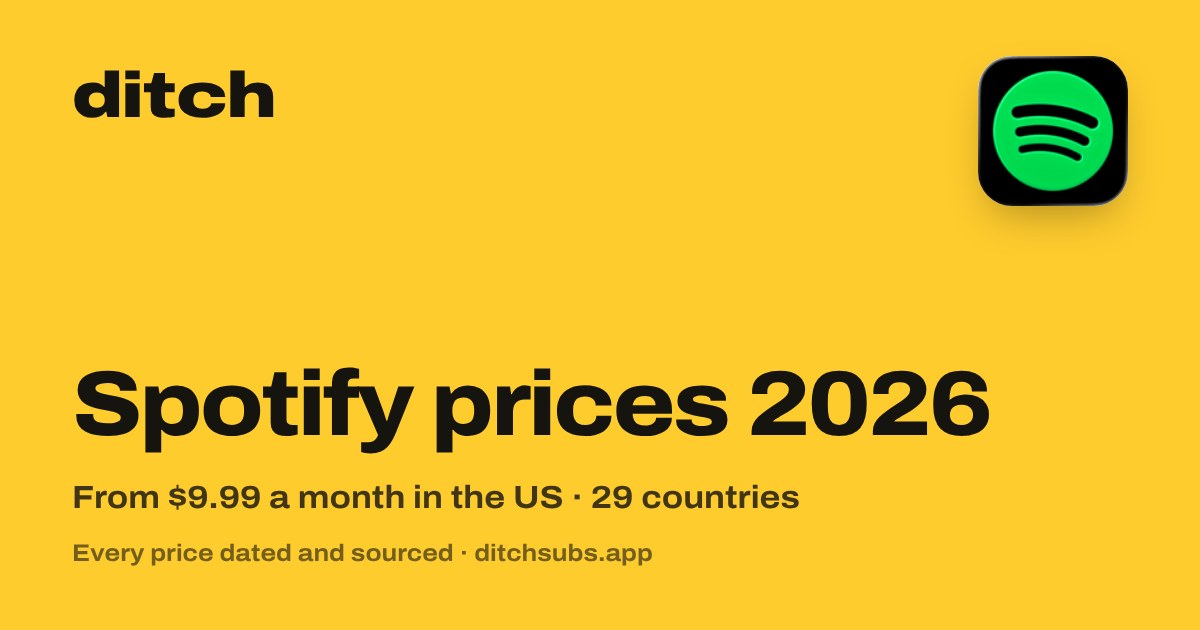 ditch
Spotify prices 2026
From $9.99 a month in the US · 29 countries
Every price dated and sourced · ditchsubs.app